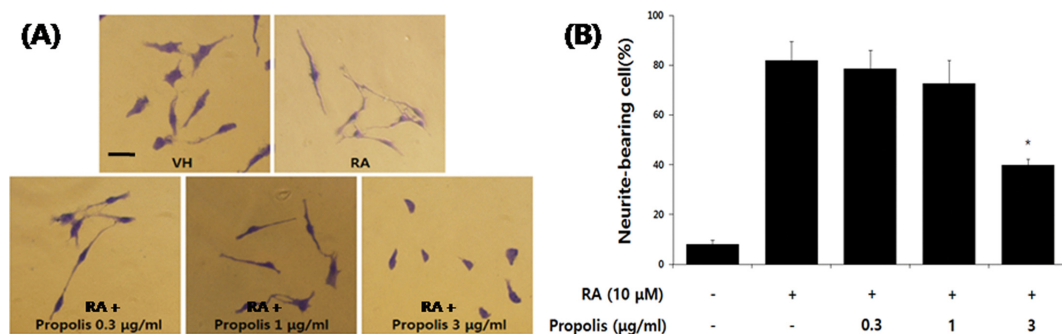 (A)
VH
RA
RA +
Propolis 0.3 μg/ml
RA +
Propolis 1 μg/ml
RA +
Propolis 3 μg/ml
(B)
Neurite-bearing cell(%)
100
80
60
40
20
0
*
RA (10 μM) - + + + +
Propolis (μg/ml) - - 0.3 1 3